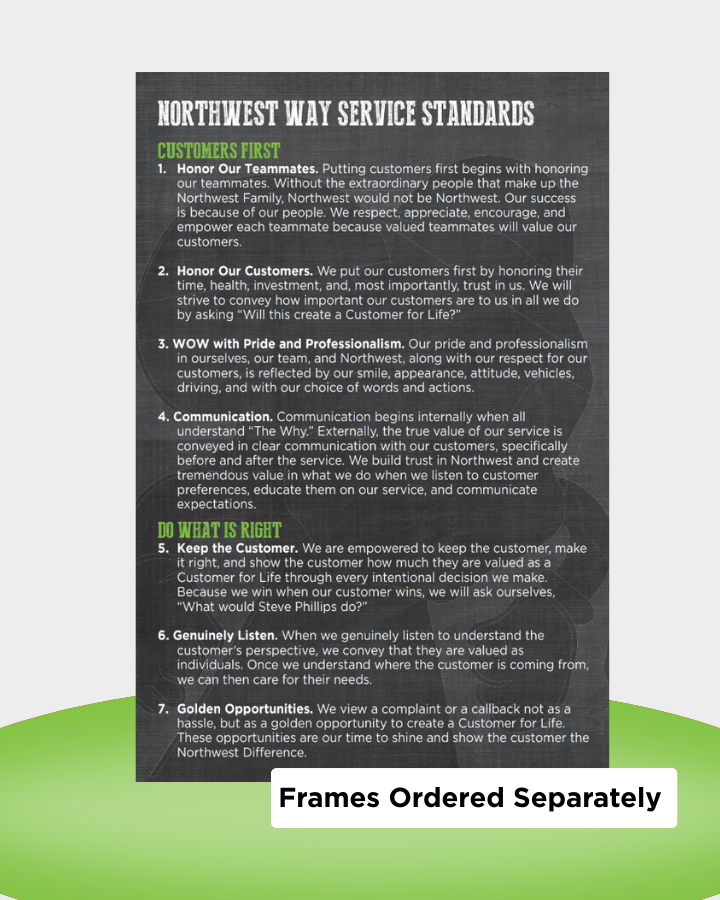 NORTHWEST WAY SERVICE STANDARDS
CUSTOMERS FIRST
1. Honor Our Teammates. Putting customers first begins with honoring
our teammates. Without the extraordinary people that make up the
Northwest Family, Northwest would not be Northwest. Our success
is because of our people. We respect, appreciate, encourage, and
empower each teammate because valued teammates will value our
customers.
2. Honor Our Customers. We put our customers first by honoring their
time, health, investment, and, most importantly, trust in us. We will
strive to convey how important our customers are to us in all we do
by asking “Will this create a Customer for Life?”
3. WOW with Pride and Professionalism. Our pride and professionalism
in ourselves, our team, and Northwest, along with our respect for our
customers, is reflected by our smile, appearance, attitude, vehicles,
driving, and with our choice of words and actions.
4. Communication. Communication begins internally when all
understand “The Why.” Externally, the true value of our service is
conveyed in clear communication with our customers, specifically
before and after the service. We build trust in Northwest and create
tremendous value in what we do when we listen to customer
preferences, educate them on our service, and communicate
expectations.
DO WHAT IS RIGHT
5. Keep the Customer. We are empowered to keep the customer, make
it right, and show the customer how much they are valued as a
Customer for Life through every intentional decision we make.
Because we win when our customer wins, we will ask ourselves,
“What would Steve Phillips do?”
6. Genuinely Listen. When we genuinely listen to understand the
customer’s perspective, we convey that they are valued as
individuals. Once we understand where the customer is coming from,
we can then care for their needs.
7. Golden Opportunities. We view a complaint or a callback not as a
hassle, but as a golden opportunity to create a Customer for Life.
These opportunities are our time to shine and show the customer the
Northwest Difference.
Frames Ordered Separately